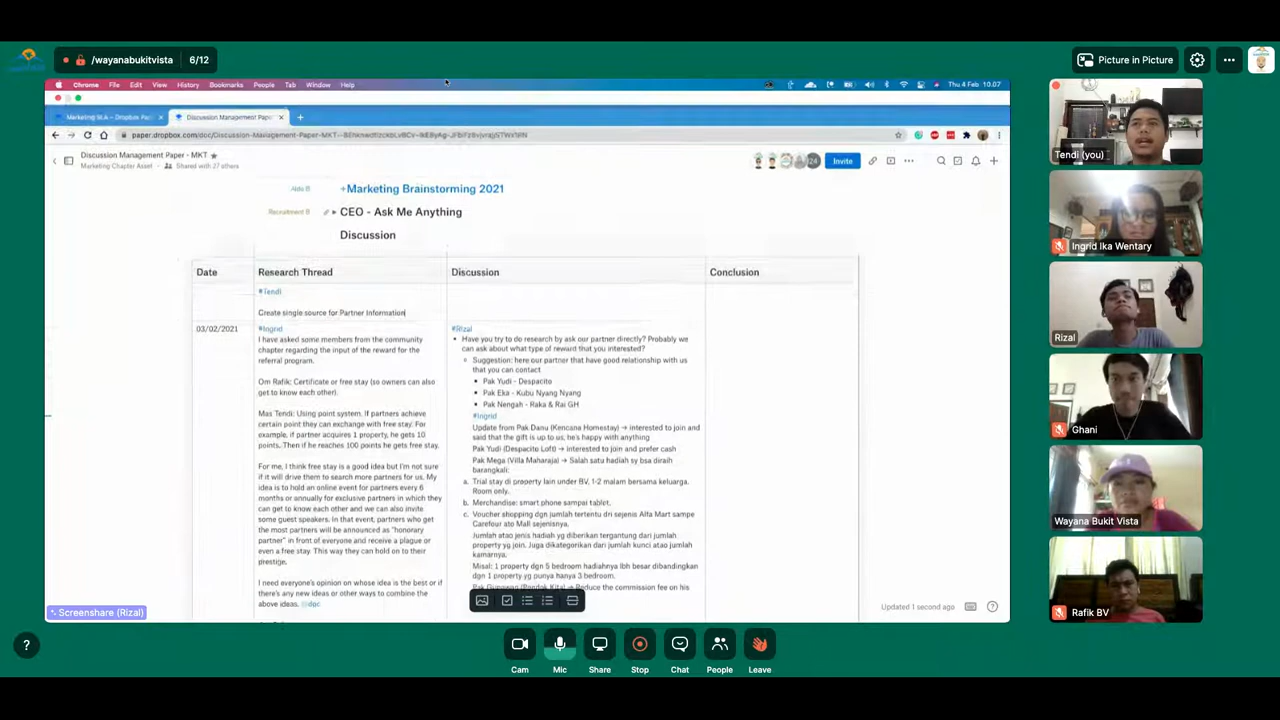 /wayanabukitvista
6/12
Picture in Picture
Chrome File Edit View History Bookmarks People Tab Window Help
Thu 4 Feb 10.07
Marketing M.A – Dropbox
Discussion Management Pape
Discussion Management Paper - MKT
Marketing Chapter Asset
Shared with 27 others
24
Invite
Aida B
+Marketing Brainstorming 2021
Recruitment B
CEO - Ask Me Anything
Discussion
Date
Research Thread
Discussion
Conclusion
#Tendi
Create single source for Partner Information
03/02/2021
#Ingrid
I have asked some members from the community
chapter regarding the input of the reward for the
referral program.
Om Rafik: Certificate or free stay (so owners can also
get to know each other).
Mas Tendi: Using point system. If partners achieve
certain point they can exchange with free stay. For
example, if partner acquires 1 property, he gets 10
points. Then if he reaches 100 points he gets free stay.
For me, I think free stay is a good idea but I'm not sure
if it will drive them to search more partners for us. My
idea is to hold an online event for partners every 6
months or annually for exclusive partners in which they
can get to know each other and we can also invite
some guest speakers. In that event, partners who get
the most partners will be announced as "honorary
partner" in front of everyone and receive a plague or
even a free stay. This way they can hold on to their
prestige.
I need everyone's opinion on whose idea is the best or if
there's any new ideas or other ways to combine the
above ideas. @dpc
#Rizal
Have you try to do research by ask our partner directly? Probably we
can ask about what type of reward that you interested?
Suggestion: here our partner that have good relationship with us
that you can contact
Pak Yudi - Despacito
Pak Eka - Kubu Nyang Nyang
Pak Nengah - Raka & Rai GH
#Ingrid
Update from Pak Danu (Kencana Homestay) → interested to join and
said that the gift is up to us, he's happy with anything
Pak Yudi (Despacito Loft) → interested to join and prefer cash
Pak Mega (Villa Maharaja) → Salah satu hadiah sy bsa diraih
barangkali:
a. Trial stay di property lain under BV, 1-2 malam bersama keluarga.
Room only.
b. Merchandise: smart phone sampai tablet.
c. Voucher shopping dgn jumlah tertentu dri sejenis Alfa Mart sampe
Carefour ato Mall sejenisnya.
Jumlah atao jenis hadiah yg diberikan tergantung dari jumlah
property yg join. Juga dikategorikan dari jumlah kunci atao jumlah
kamarnya.
Misal: 1 property dgn 5 bedroom hadiahnya lbh besar dibandingkan
dgn 1 property yg punya hanya 3 bedroom.
Reduce the commission fee on his
Updated 1 second ago
Screenshare (Rizal)
Tendi (you)
Ingrid Ika Wentary
Rizal
Ghani
Wayana Bukit Vista
Rafik BV
?
Cam
Mic
Share
Stop
Chat
People
Leave